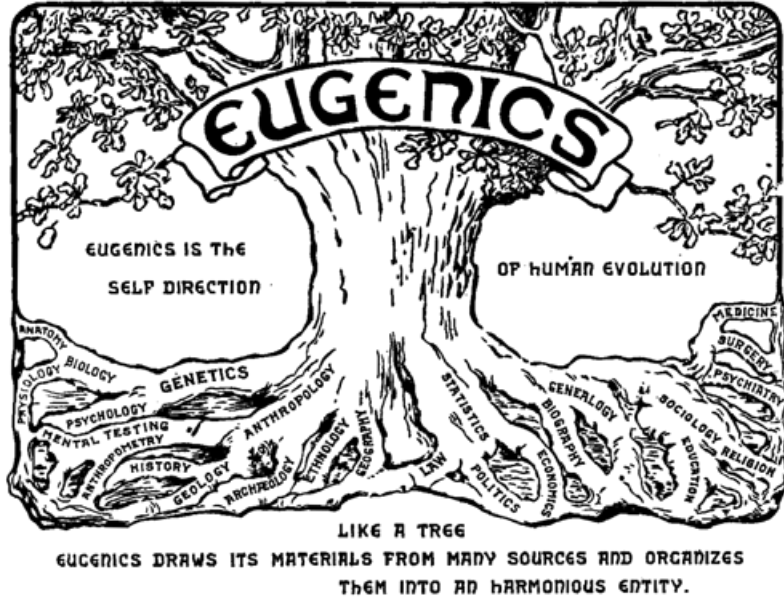 EUGENICS
EUGENICS IS THE
SELF DIRECTION
OF HUMAN EVOLUTION
ANATOMY
BIOLOGY
PHYSIOLOGY
GENETICS
PSYCHOLOGY
MENTAL TESTING
ANTHROPOMETRY
HISTORY
GEOLOGY
ANTHROPOLOGY
ARCHÆOLOGY
ETHNOLOGY
GEOGRAPHY
LAW
STATISTICS
POLITICS
ECONOMICS
BIOGRAPHY
GENEALOGY
EDUCATION
SOCIOLOGY
RELIGION
PSYCHIATRY
SURGERY
MEDICINE
LIKE A TREE
EUGENICS DRAWS ITS MATERIALS FROM MANY SOURCES AND ORGANIZES
THEM INTO AN HARMONIOUS ENTITY.